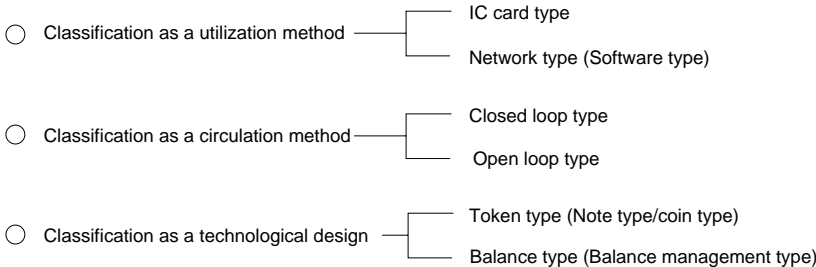 IC card type
Classification as a utilization method
Network type (Software type)
Closed loop type
Classification as a circulation method
Open loop type
Token type (Note type/coin type)
Classification as a technological design
Balance type (Balance management type)